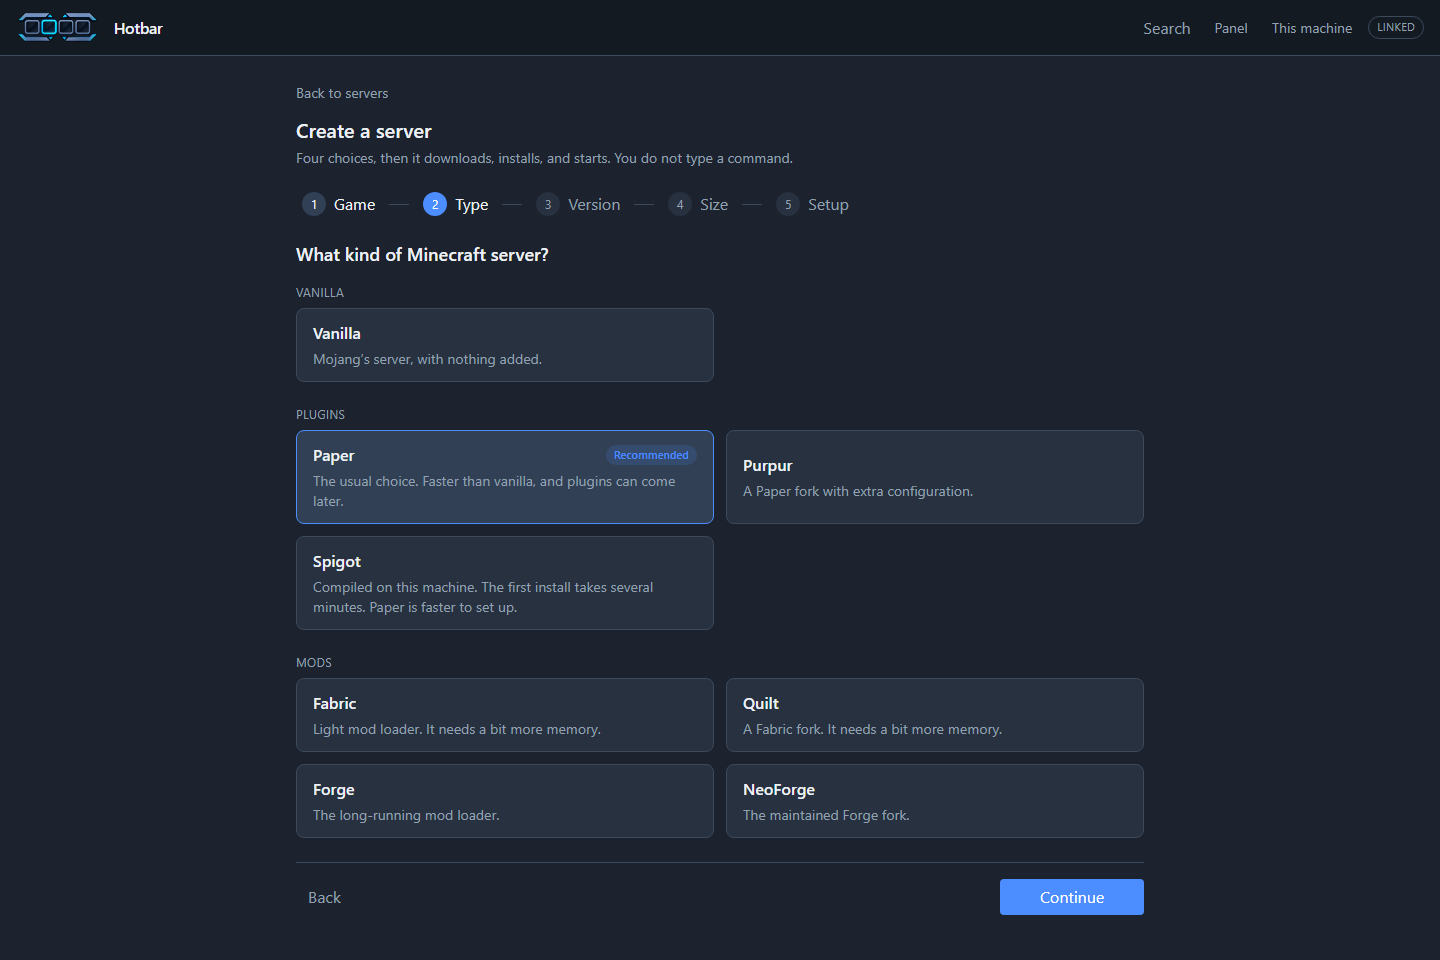 Hotbar
Search
Panel
This machine
LINKED
Back to servers
Create a server
Four choices, then it downloads, installs, and starts. You do not type a command.
1 Game
2 Type
3 Version
4 Size
5 Setup
What kind of Minecraft server?
VANILLA
Vanilla
Mojang's server, with nothing added.
PLUGINS
Paper
Recommended
The usual choice. Faster than vanilla, and plugins can come
later.
Purpur
A Paper fork with extra configuration.
Spigot
Compiled on this machine. The first install takes several
minutes. Paper is faster to set up.
MODS
Fabric
Light mod loader. It needs a bit more memory.
Quilt
A Fabric fork. It needs a bit more memory.
Forge
The long-running mod loader.
NeoForge
The maintained Forge fork.
Back
Continue